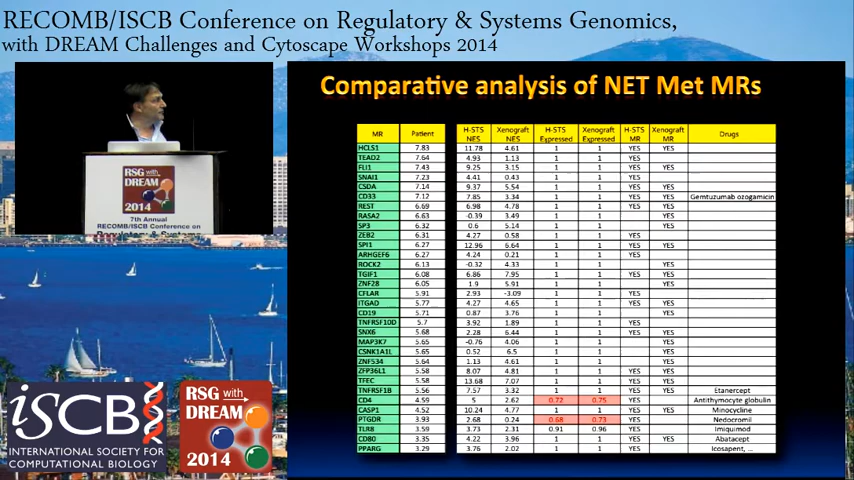 RECOMB/ISCB Conference on Regulatory & Systems Genomics,
with DREAM Challenges and Cytoscape Workshops 2014
RSG with
DREAM
2014
7th Annual
RECOMB/ISCB Conference on
iSCB
INTERNATIONAL SOCIETY FOR
COMPUTATIONAL BIOLOGY
RSG with
DREAM
2014
Comparative analysis of NET Met MRs
MR Patient H-STS NES Xenograft NES H-STS Expressed Xenograft Expressed H-STS MR Xenograft MR Drugs
HCLS1 7.83 11.78 4.61 1 1 YES YES
TEAD2 7.64 4.93 1.13 1 1 YES
FLI1 7.43 9.25 3.15 1 1 YES YES
SNAI1 7.23 4.41 0.43 1 1 YES
CSDA 7.14 9.37 5.54 1 1 YES YES
CD33 7.12 7.85 3.34 1 1 YES YES Gemtuzumab ozogamicin
REST 6.69 6.98 4.78 1 1 YES YES
RASA2 6.63 -0.39 3.49 1 1 YES
SP3 6.32 0.6 5.14 1 1 YES
ZEB2 6.31 4.27 0.58 1 1 YES
SPI1 6.27 12.96 6.64 1 1 YES YES
ARHGEF6 6.27 4.24 0.21 1 1 YES
ROCK2 6.13 -0.32 4.33 1 1 YES
TGIF1 6.08 6.86 7.95 1 1 YES YES
ZNF28 6.05 1.9 5.91 1 1 YES
CFLAR 5.91 2.93 -3.09 1 1 YES
ITGAD 5.77 4.27 4.65 1 1 YES YES
CD19 5.71 0.87 3.76 1 1 YES
TNFRSF10D 5.7 3.92 1.89 1 1 YES
SNX6 5.68 2.28 6.44 1 1 YES YES
MAP3K7 5.65 -0.76 4.06 1 1 YES
CSNK1A1L 5.65 0.52 6.5 1 1 YES
ZNF534 5.64 1.13 4.61 1 1 YES
ZFP36L1 5.58 8.07 4.81 1 1 YES YES
TFEC 5.58 13.68 7.07 1 1 YES YES
TNFRSF1B 5.56 7.57 3.32 1 1 YES YES Etanercept
CD4 4.59 5 2.62 0.72 0.75 YES Antithymocyte globulin
CASP1 4.52 10.24 4.77 1 1 YES YES Minocycline
PTGDR 3.93 2.68 0.24 0.68 0.73 YES Nedocromil
TLR8 3.59 3.73 2.31 0.91 0.96 YES Imiquimod
CD80 3.35 4.22 3.96 1 1 YES YES Abatacept
PPARG 3.29 3.76 2.02 1 1 YES Icosapent, ...